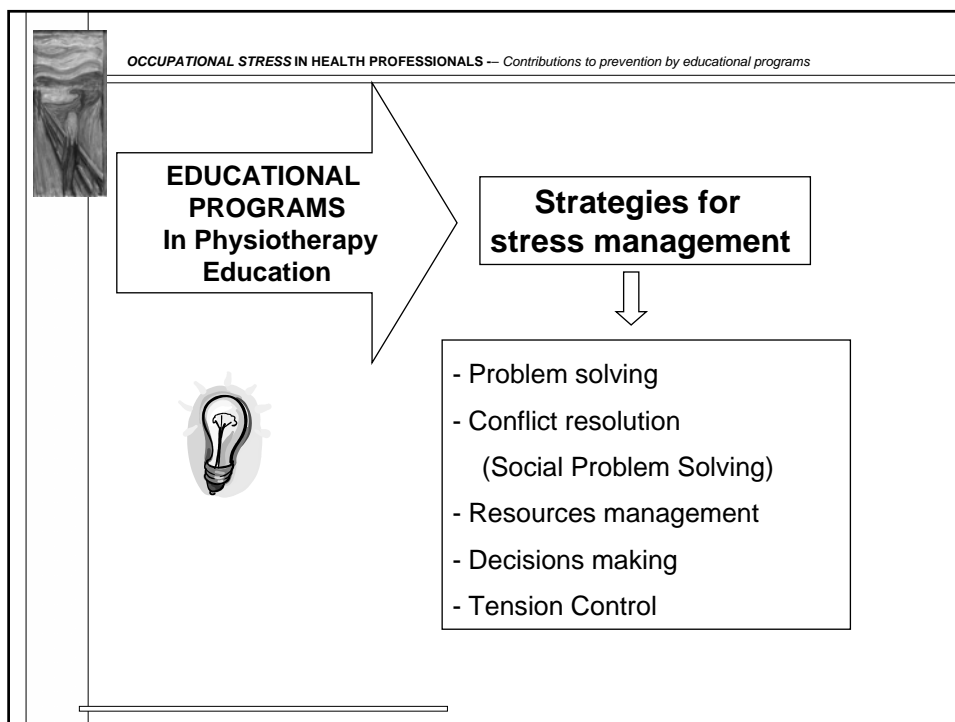 OCCUPATIONAL STRESS IN HEALTH PROFESSIONALS -– Contributions to prevention by educational programs
EDUCATIONAL
PROGRAMS
In Physiotherapy
Education
Strategies for
stress management
- Problem solving
- Conflict resolution
(Social Problem Solving)
- Resources management
- Decisions making
- Tension Control